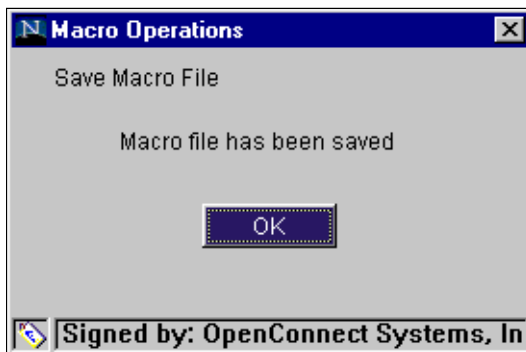 N Macro Operations
Save Macro File
Macro file has been saved
OK
Signed by: OpenConnect Systems, In